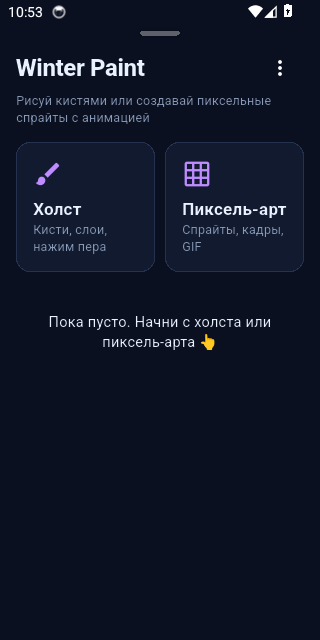 10:53
Winter Paint
Рисуй кистями или создавай пиксельные
спрайты с анимацией
Холст
Кисти, слои,
нажим пера
Пиксель-арт
Спрайты, кадры,
GIF
Пока пусто. Начни с холста или
пиксель-арта 👆